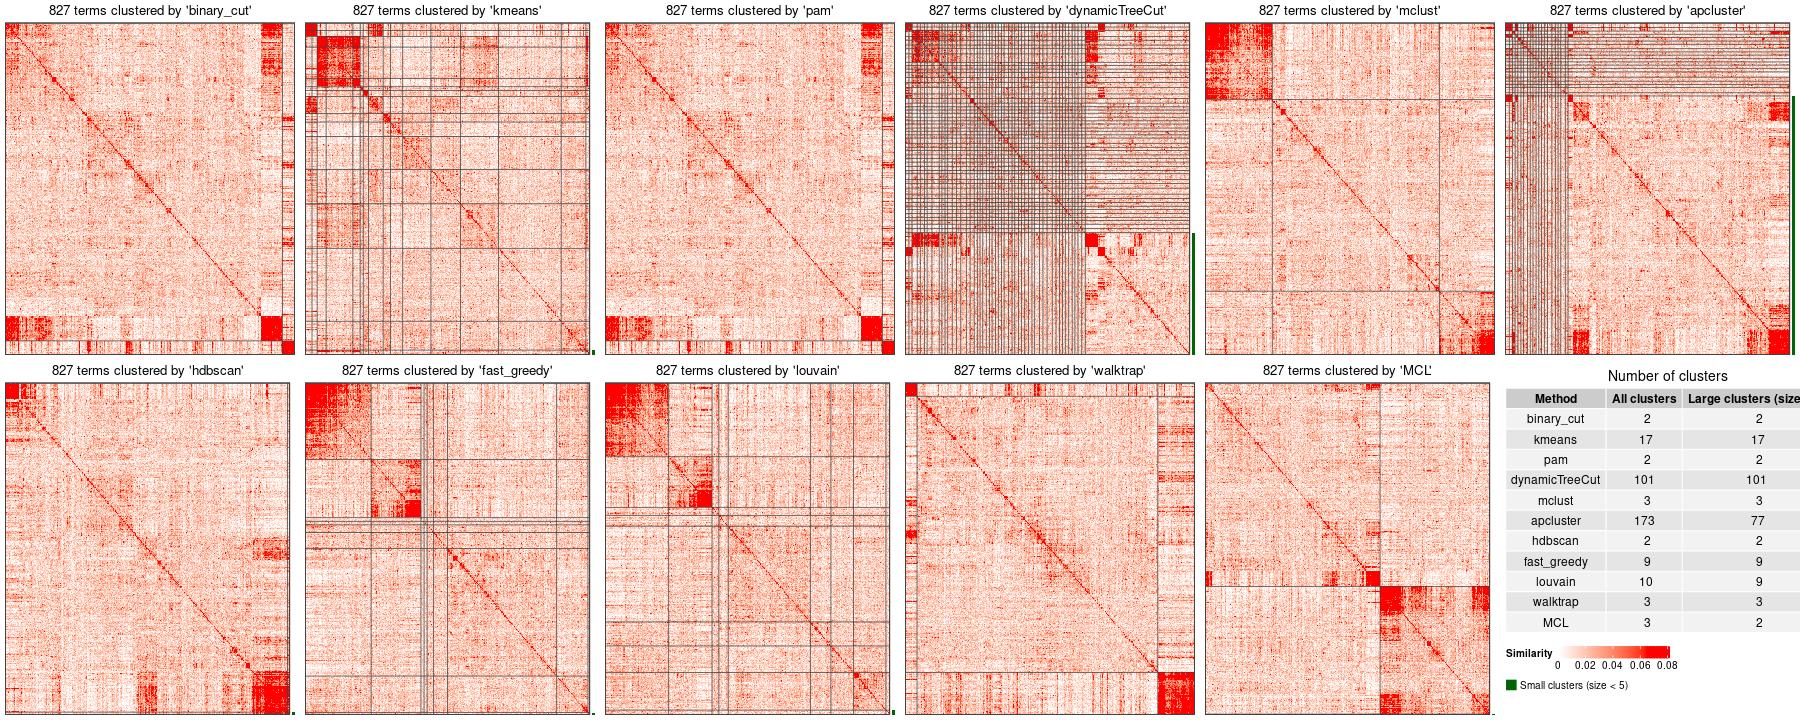 827 terms clustered by 'binary_cut'
827 terms clustered by 'kmeans'
827 terms clustered by 'pam'
827 terms clustered by 'dynamicTreeCut'
827 terms clustered by 'mclust'
827 terms clustered by 'apcluster'
827 terms clustered by 'hdbscan'
827 terms clustered by 'fast_greedy'
827 terms clustered by 'louvain'
827 terms clustered by 'walktrap'
827 terms clustered by 'MCL'
Number of clusters
Method All clusters Large clusters (size
binary_cut 2 2
kmeans 17 17
pam 2 2
dynamicTreeCut 101 101
mclust 3 3
apcluster 173 77
hdbscan 2 2
fast_greedy 9 9
louvain 10 9
walktrap 3 3
MCL 3 2
Similarity
0 0.02 0.04 0.06 0.08
Small clusters (size < 5)